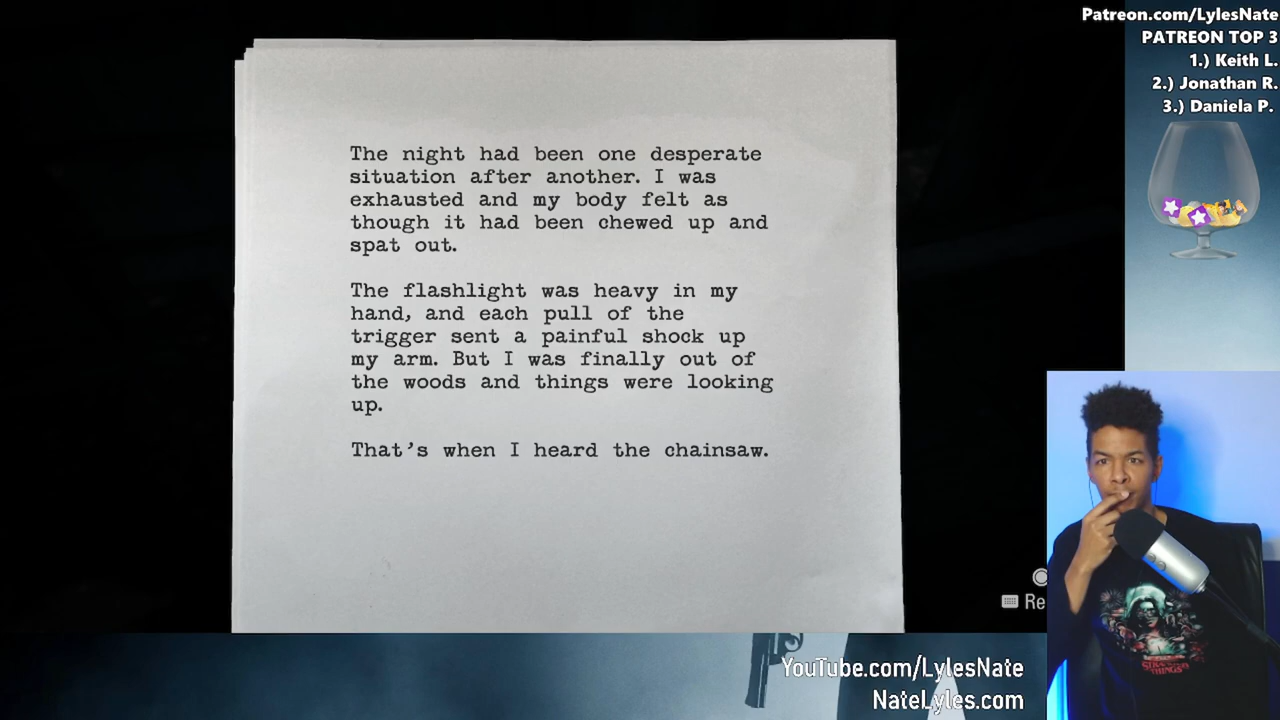 Patreon.com/LylesNate
PATREON TOP 3
1.) Keith L.
2.) Jonathan R.
3.) Daniela P.
The night had been one desperate
situation after another. I was
exhausted and my body felt as
though it had been chewed up and
spat out.
The flashlight was heavy in my
hand, and each pull of the
trigger sent a painful shock up
my arm. But I was finally out of
the woods and things were looking
up.
That's when I heard the chainsaw.
YouTube.com/LylesNate
NateLyles.com